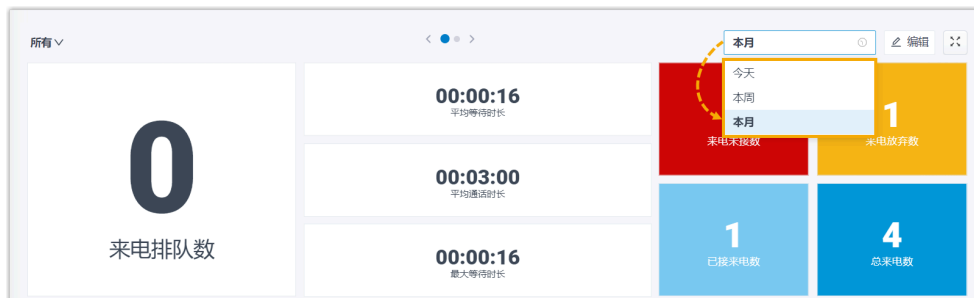 所有
本月
编辑
今天
本周
本月
0
来电排队数
00:00:16
平均等待时长
00:03:00
平均通话时长
00:00:16
最大等待时长
来电未接数
1
来电放弃数
1
已接来电数
4
总来电数